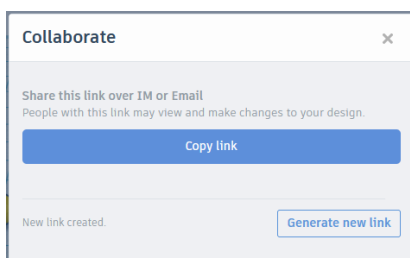 Collaborate
Share this link over IM or Email
People with this link may view and make changes to your design.
Copy link
New link created.
Generate new link